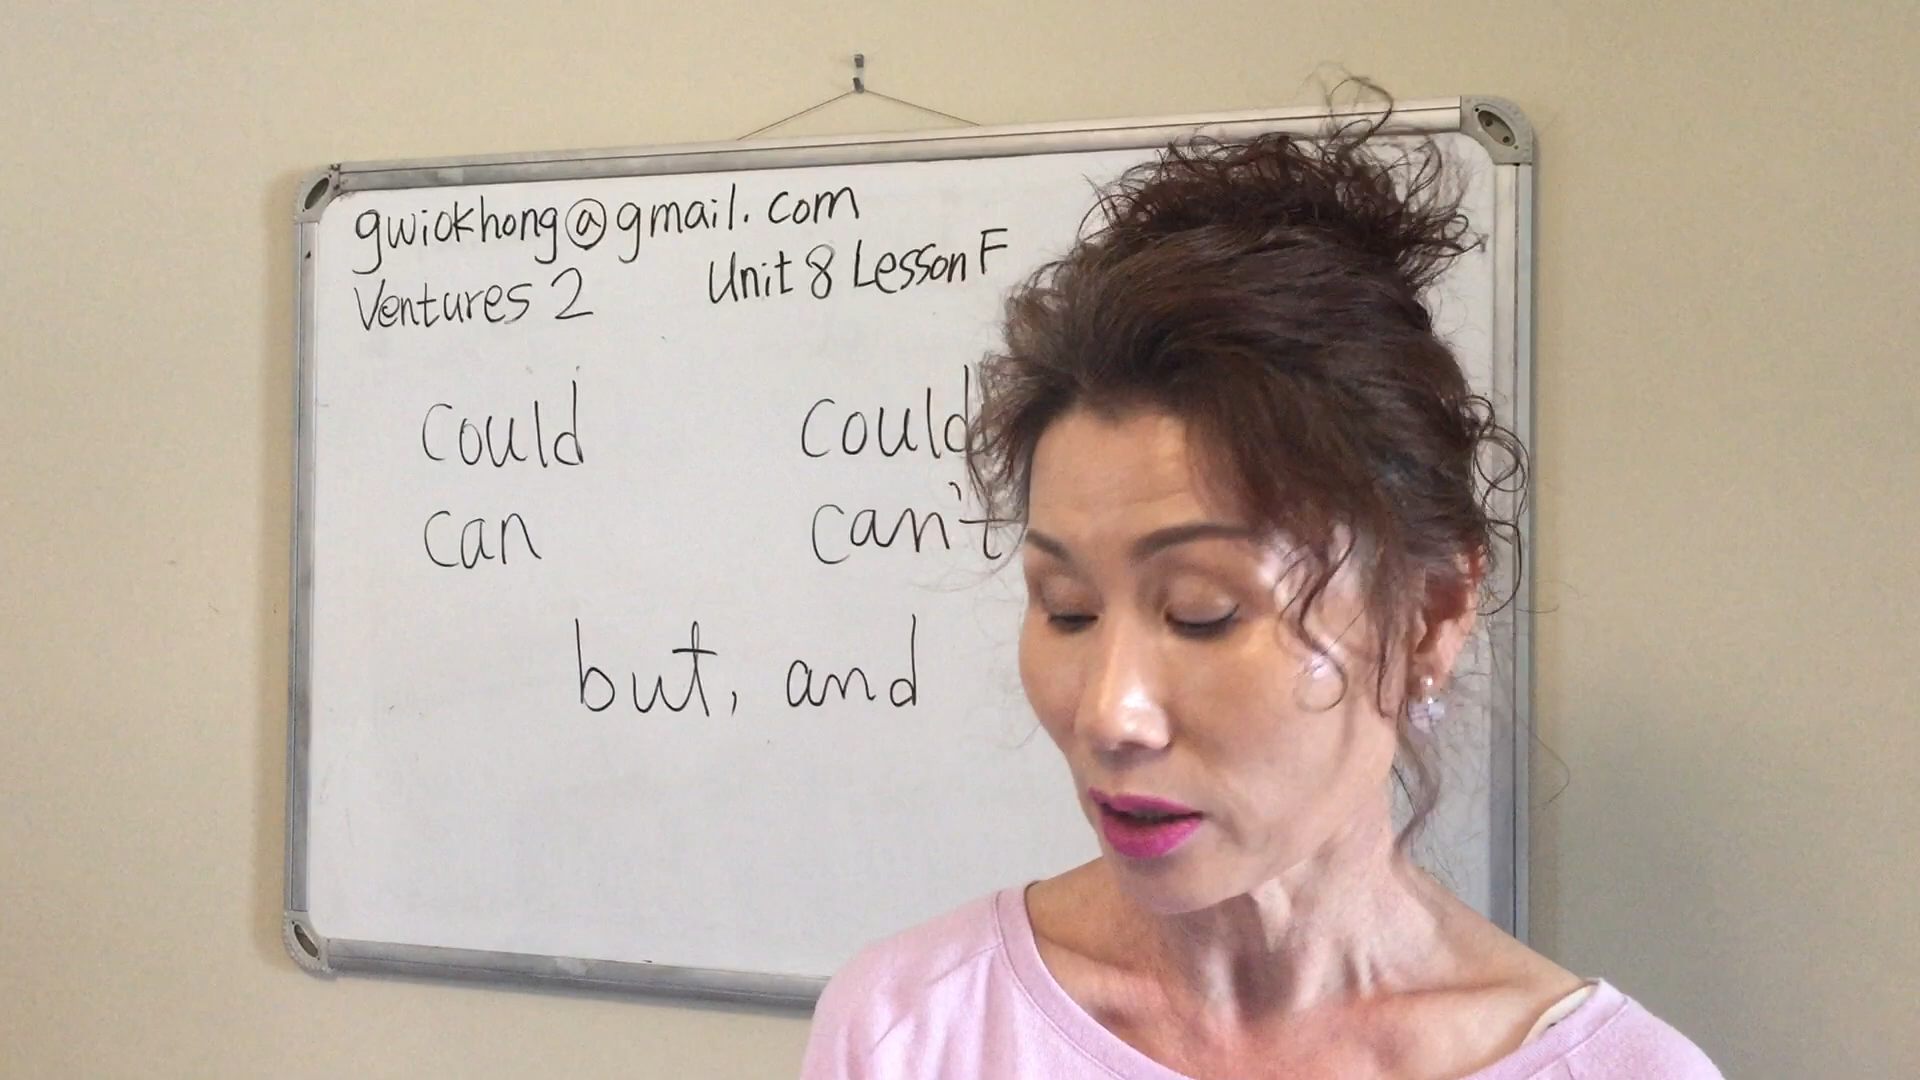 gwiokhong@gmail.com
Ventures 2 Unit 8 Lesson F
could could
can can't
but, and